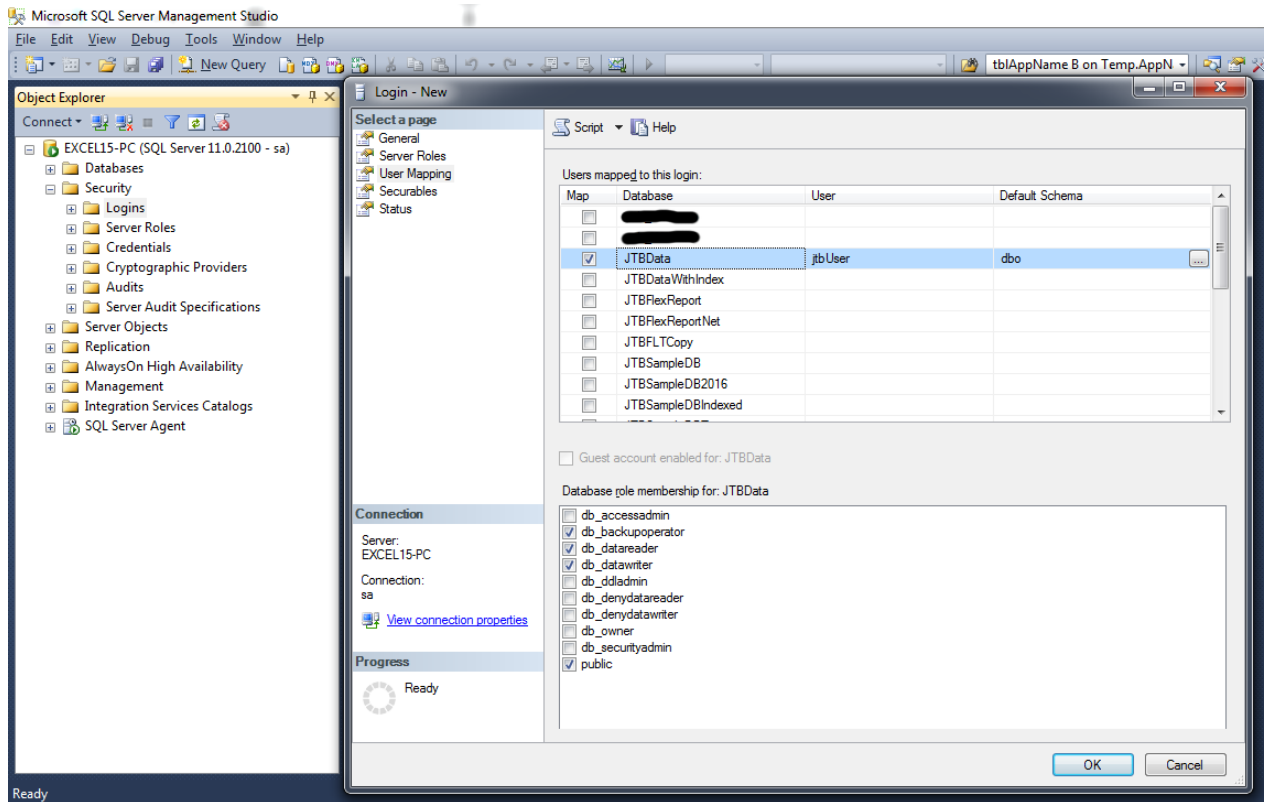 Microsoft SQL Server Management Studio
File Edit View Debug Tools Window Help
New Query tblAppName B on Temp.AppN
Object Explorer
Connect
EXCEL15-PC (SQL Server 11.0.2100 - sa)
Databases
Security
Logins
Server Roles
Credentials
Cryptographic Providers
Audits
Server Audit Specifications
Server Objects
Replication
AlwaysOn High Availability
Management
Integration Services Catalogs
SQL Server Agent
Ready
Login - New
Select a page
General
Server Roles
User Mapping
Securables
Status
Connection
Server:
EXCEL15-PC
Connection:
sa
View connection properties
Progress
Ready
Script Help
Users mapped to this login:
Map Database User Default Schema
JTBData jtbUser dbo ...
JTBDataWithIndex
JTBFlexReport
JTBFlexReportNet
JTBFLTCopy
JTBSampleDB
JTBSampleDB2016
JTBSampleDBIndexed
Guest account enabled for: JTBData
Database role membership for: JTBData
db_accessadmin
db_backupoperator
db_datareader
db_datawriter
db_ddladmin
db_denydatareader
db_denydatawriter
db_owner
db_securityadmin
public
OK Cancel